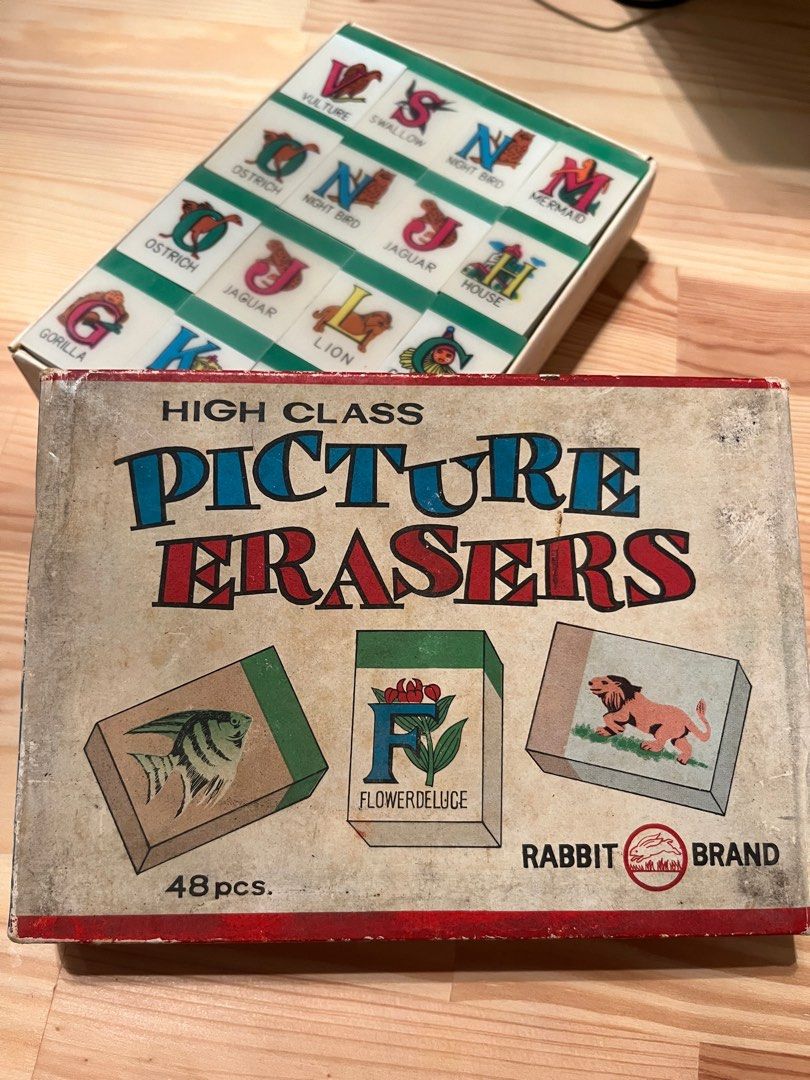 V
VULTURE
S
SWALLOW
N
NIGHT BIRD
M
MERMAID
O
OSTRICH
N
NIGHT BIRD
J
JAGUAR
H
HOUSE
O
OSTRICH
J
JAGUAR
L
LION
C
G
GORILLA
K
HIGH CLASS
PICTURE
ERASERS
F
FLOWERDELUCE
RABBIT BRAND
48 pcs.